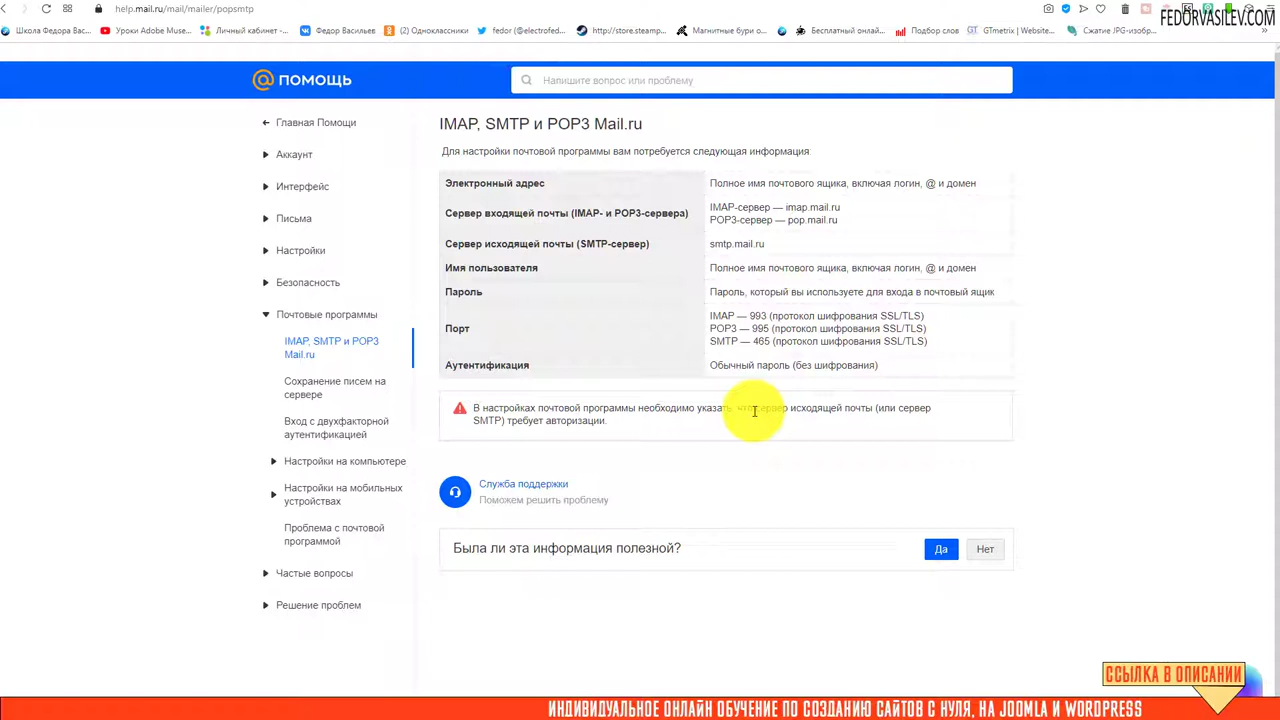 help.mail.ru/mail/mailer/popsmtp
FEDORVASILEV.COM
Школа Федора Вас...
Уроки Adobe Muse...
Личный кабинет -...
Федор Васильев
(2) Одноклассники
fedor (@electrofed...
http://store.steamp...
Магнитные бури о...
Бесплатный онлай...
Подбор слов
GTmetrix | Website...
Сжатие JPG-изобр...
@ ПОМОЩЬ
Напишите вопрос или проблему
Главная Помощи
Аккаунт
Интерфейс
Письма
Настройки
Безопасность
Почтовые программы
IMAP, SMTP и POP3
Mail.ru
Сохранение писем на
сервере
Вход с двухфакторной
аутентификацией
Настройки на компьютере
Настройки на мобильных
устройствах
Проблема с почтовой
программой
Частые вопросы
Решение проблем
IMAP, SMTP и POP3 Mail.ru
Для настройки почтовой программы вам потребуется следующая информация:
Электронный адрес
Полное имя почтового ящика, включая логин, @ и домен
Сервер входящей почты (IMAP- и POP3-сервера)
IMAP-сервер — imap.mail.ru
POP3-сервер — pop.mail.ru
Сервер исходящей почты (SMTP-сервер)
smtp.mail.ru
Имя пользователя
Полное имя почтового ящика, включая логин, @ и домен
Пароль
Пароль, который вы используете для входа в почтовый ящик
Порт
IMAP — 993 (протокол шифрования SSL/TLS)
POP3 — 995 (протокол шифрования SSL/TLS)
SMTP — 465 (протокол шифрования SSL/TLS)
Аутентификация
Обычный пароль (без шифрования)
В настройках почтовой программы необходимо указать, что сервер исходящей почты (или сервер
SMTP) требует авторизации.
Служба поддержки
Поможем решить проблему
Была ли эта информация полезной?
Да
Нет
ССЫЛКА В ОПИСАНИИ
ИНДИВИДУАЛЬНОЕ ОНЛАЙН ОБУЧЕНИЕ ПО СОЗДАНИЮ САЙТОВ С НУЛЯ, НА JOOMLA И WORDPRESS